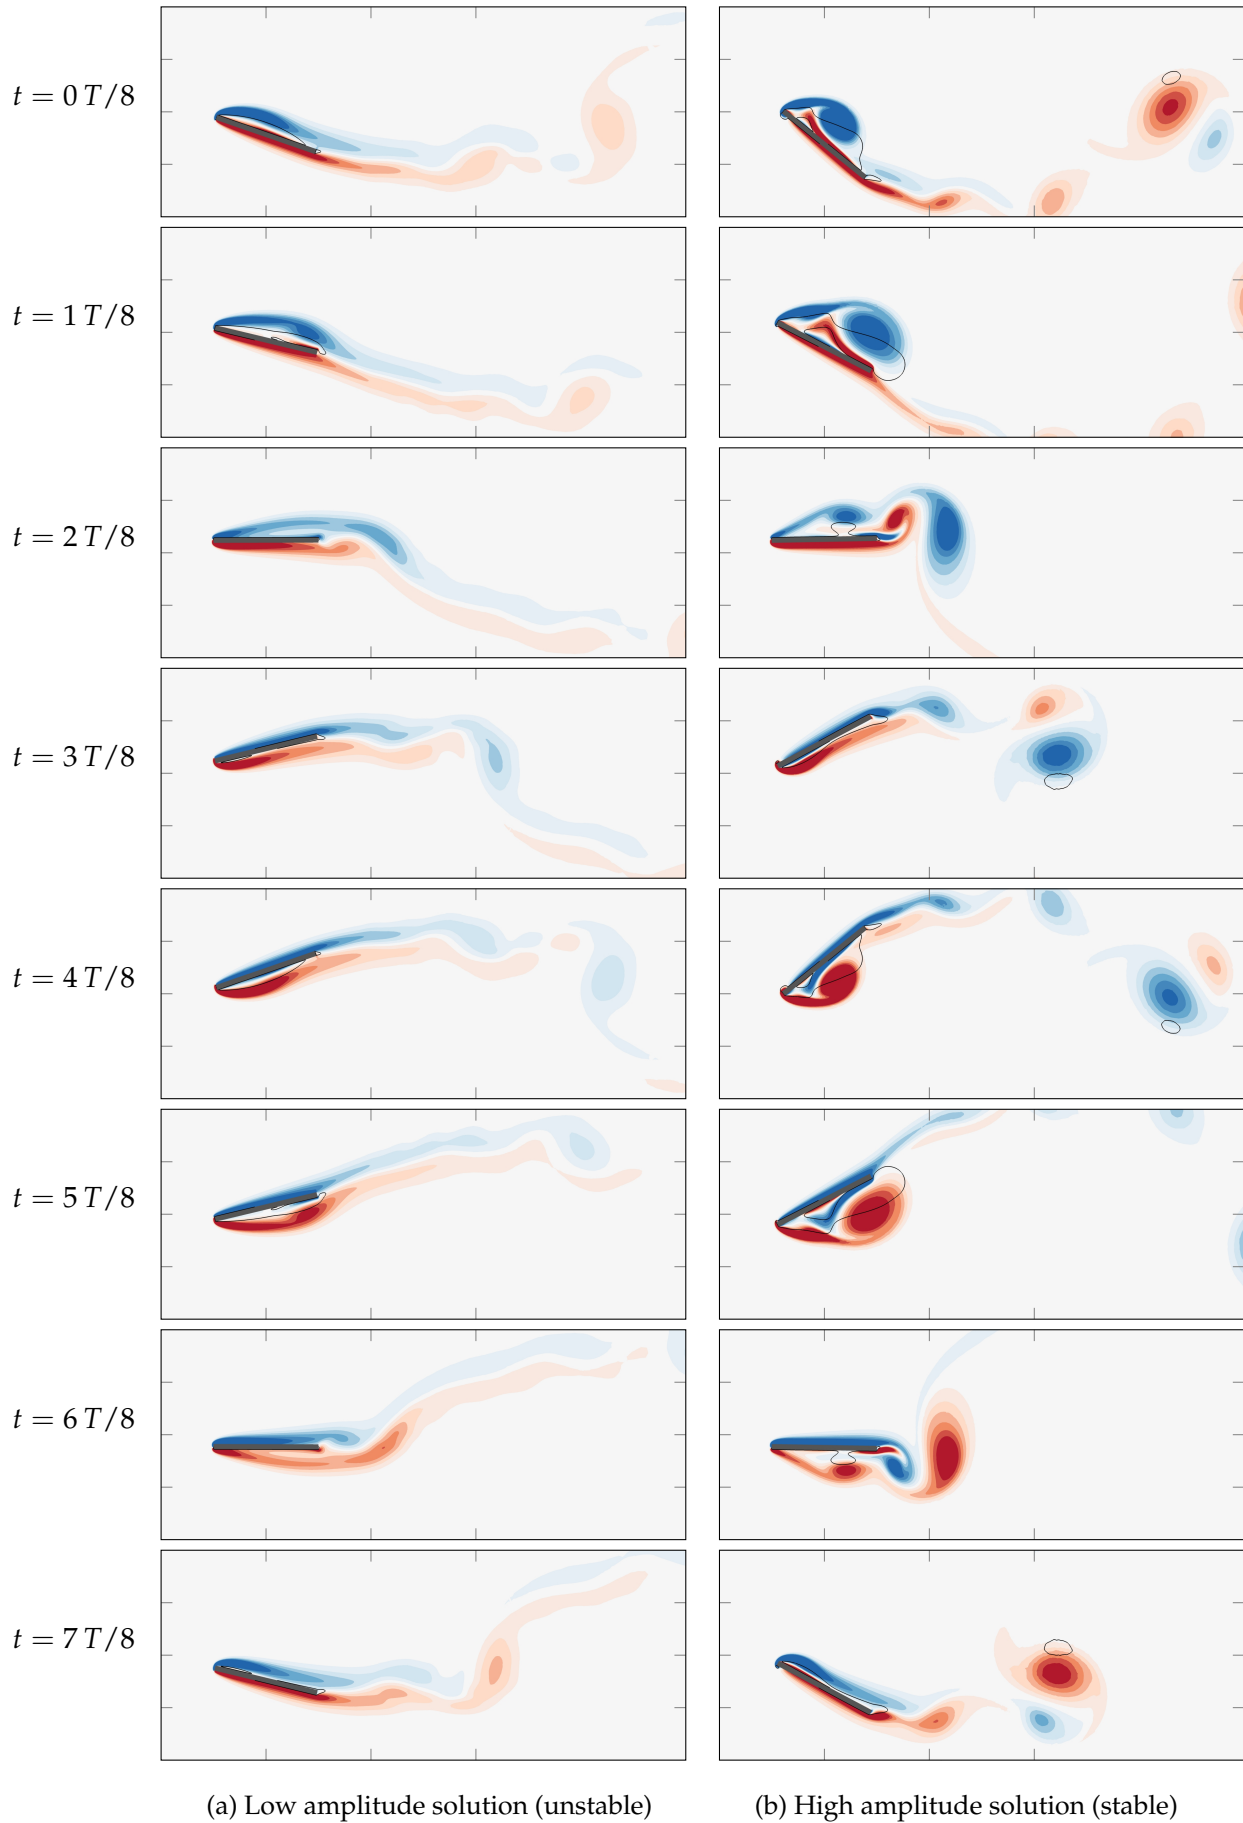 t = 0 T/8
t = 1 T/8
t = 2 T/8
t = 3 T/8
t = 4 T/8
t = 5 T/8
t = 6 T/8
t = 7 T/8
(a) Low amplitude solution (unstable)
(b) High amplitude solution (stable)